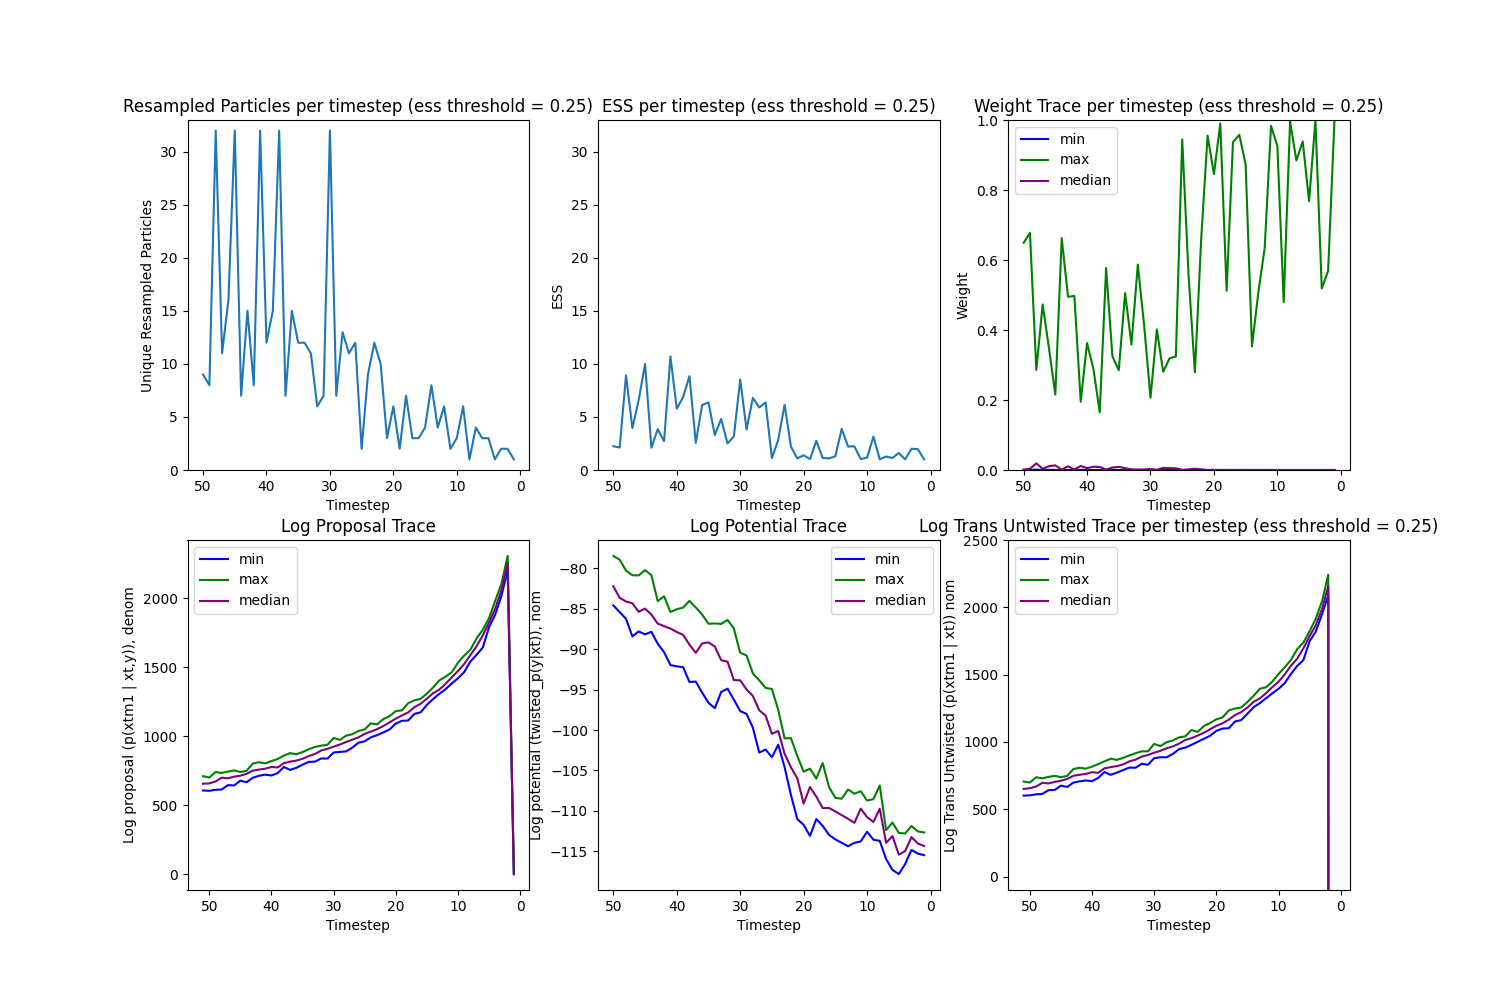 Resampled Particles per timestep (ess threshold = 0.25)
ESS per timestep (ess threshold = 0.25)
Weight Trace per timestep (ess threshold = 0.25)
Unique Resampled Particles
30
25
20
15
10
5
0
50
40
30
20
10
0
Timestep
ESS
30
25
20
15
10
5
0
50
40
30
20
10
0
Timestep
Weight
1.0
0.8
0.6
0.4
0.2
0.0
min
max
median
50
40
30
20
10
0
Timestep
Log Proposal Trace
Log Potential Trace
Log Trans Untwisted Trace per timestep (ess threshold = 0.25)
Log proposal (p(xtm1 | xt,y)), denom
2000
1500
1000
500
0
min
max
median
50
40
30
20
10
0
Timestep
Log potential (twisted_p(y|xt)), nom
−80
−85
−90
−95
−100
−105
−110
−115
min
max
median
50
40
30
20
10
0
Timestep
Log Trans Untwisted (p(xtm1 | xt)) nom
2500
2000
1500
1000
500
0
min
max
median
50
40
30
20
10
0
Timestep